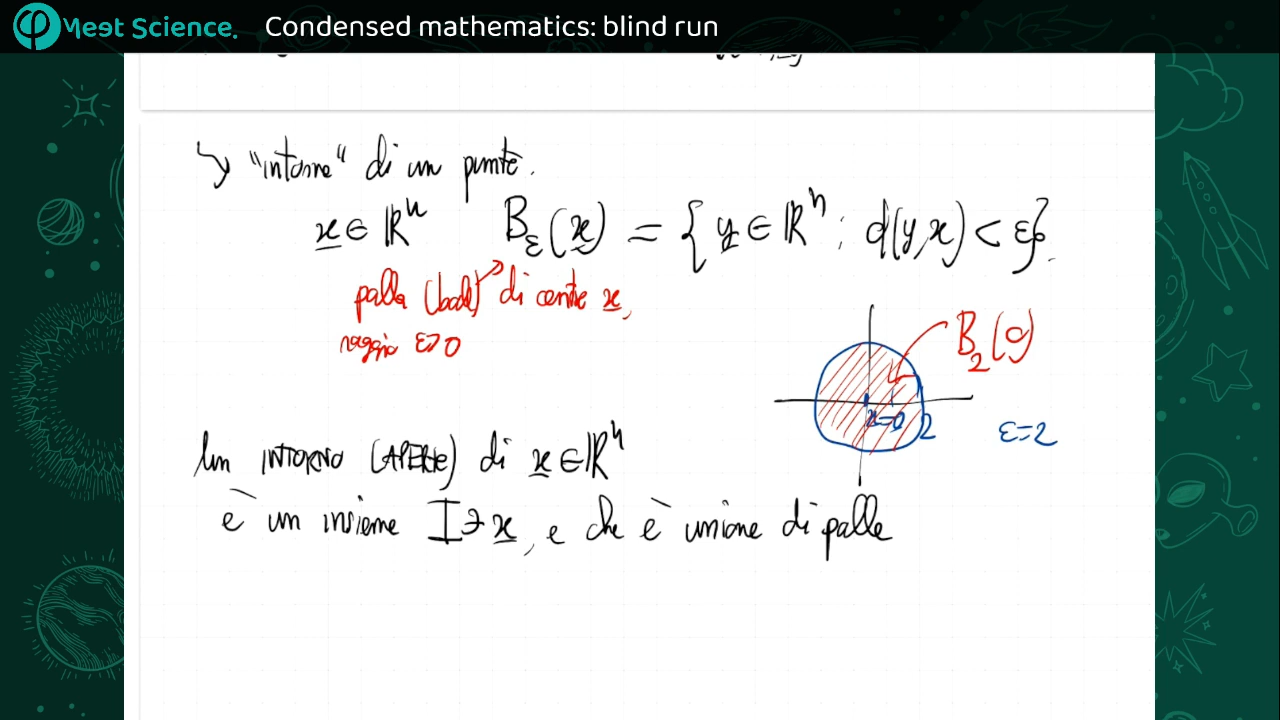 Meet Science.
Condensed mathematics: blind run
↳ "intorno" di un punto.
x ∈ ℝⁿ B_ε(x) = { y ∈ ℝⁿ : d(y,x) < ε }.
palla (ball) di centro x,
raggio ε>0
B₂(0)
x=0 2
ε=2
Un INTORNO (APERTO) di x ∈ ℝⁿ
è un insieme I ∋ x, e che è unione di palle